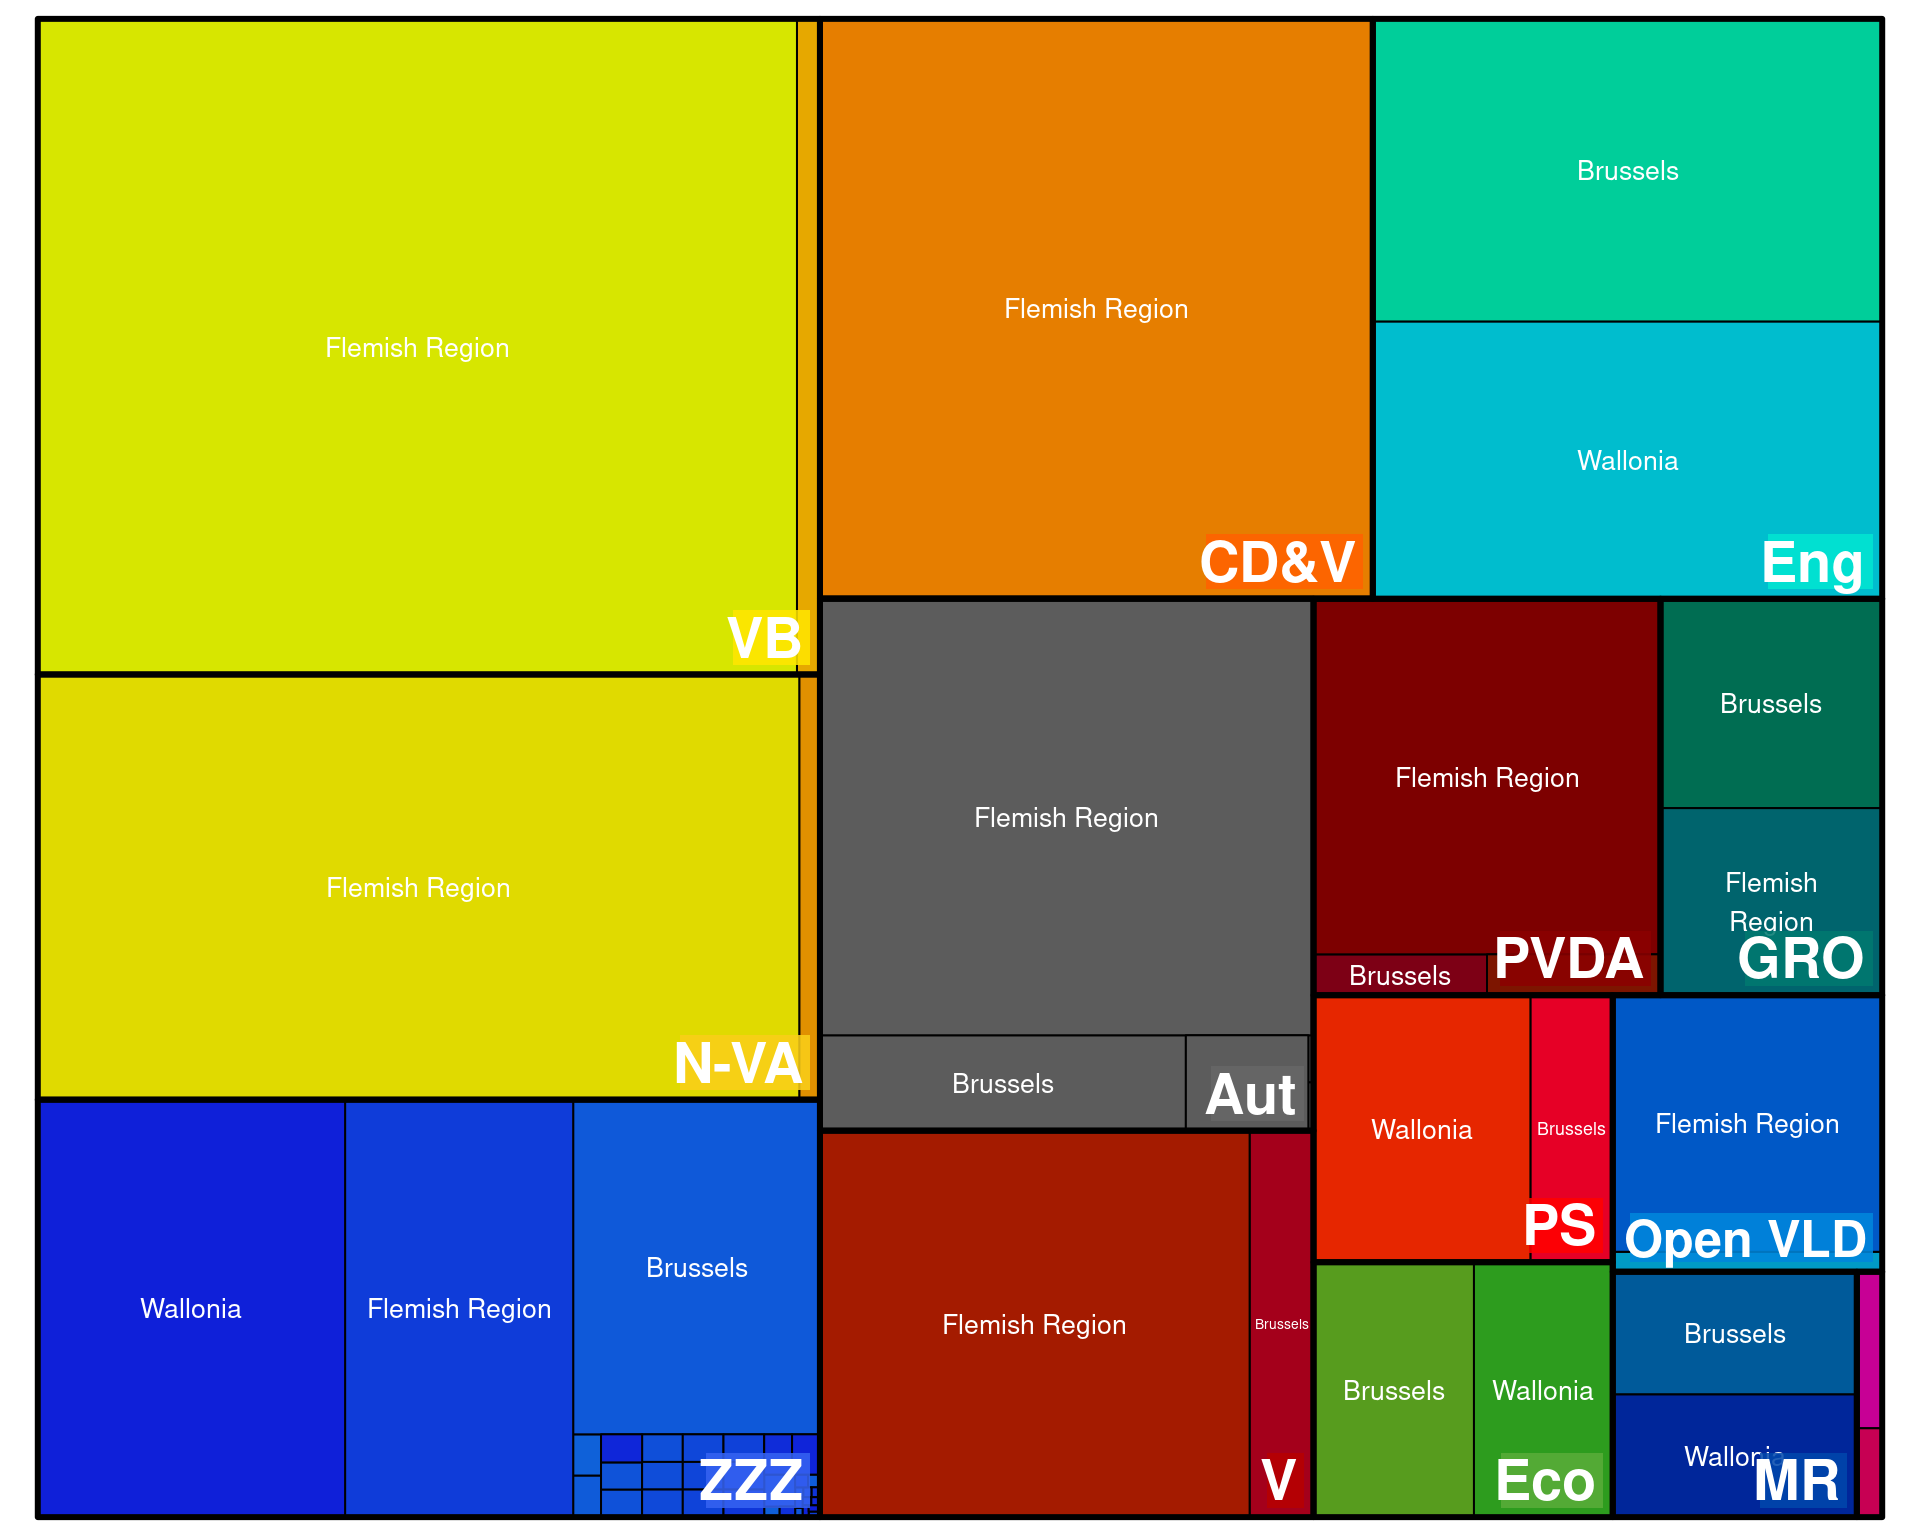 Flemish Region
VB
Flemish Region
CD&V
Brussels
Wallonia
Eng
Flemish Region
N-VA
Flemish Region
Brussels
Aut
Flemish Region
Brussels
PVDA
Brussels
Flemish
Region
GRO
Wallonia
Flemish Region
Brussels
ZZZ
Flemish Region
Brussels
V
Wallonia
Brussels
PS
Flemish Region
Open VLD
Brussels
Wallonia
Eco
Brussels
Wallonia
MR